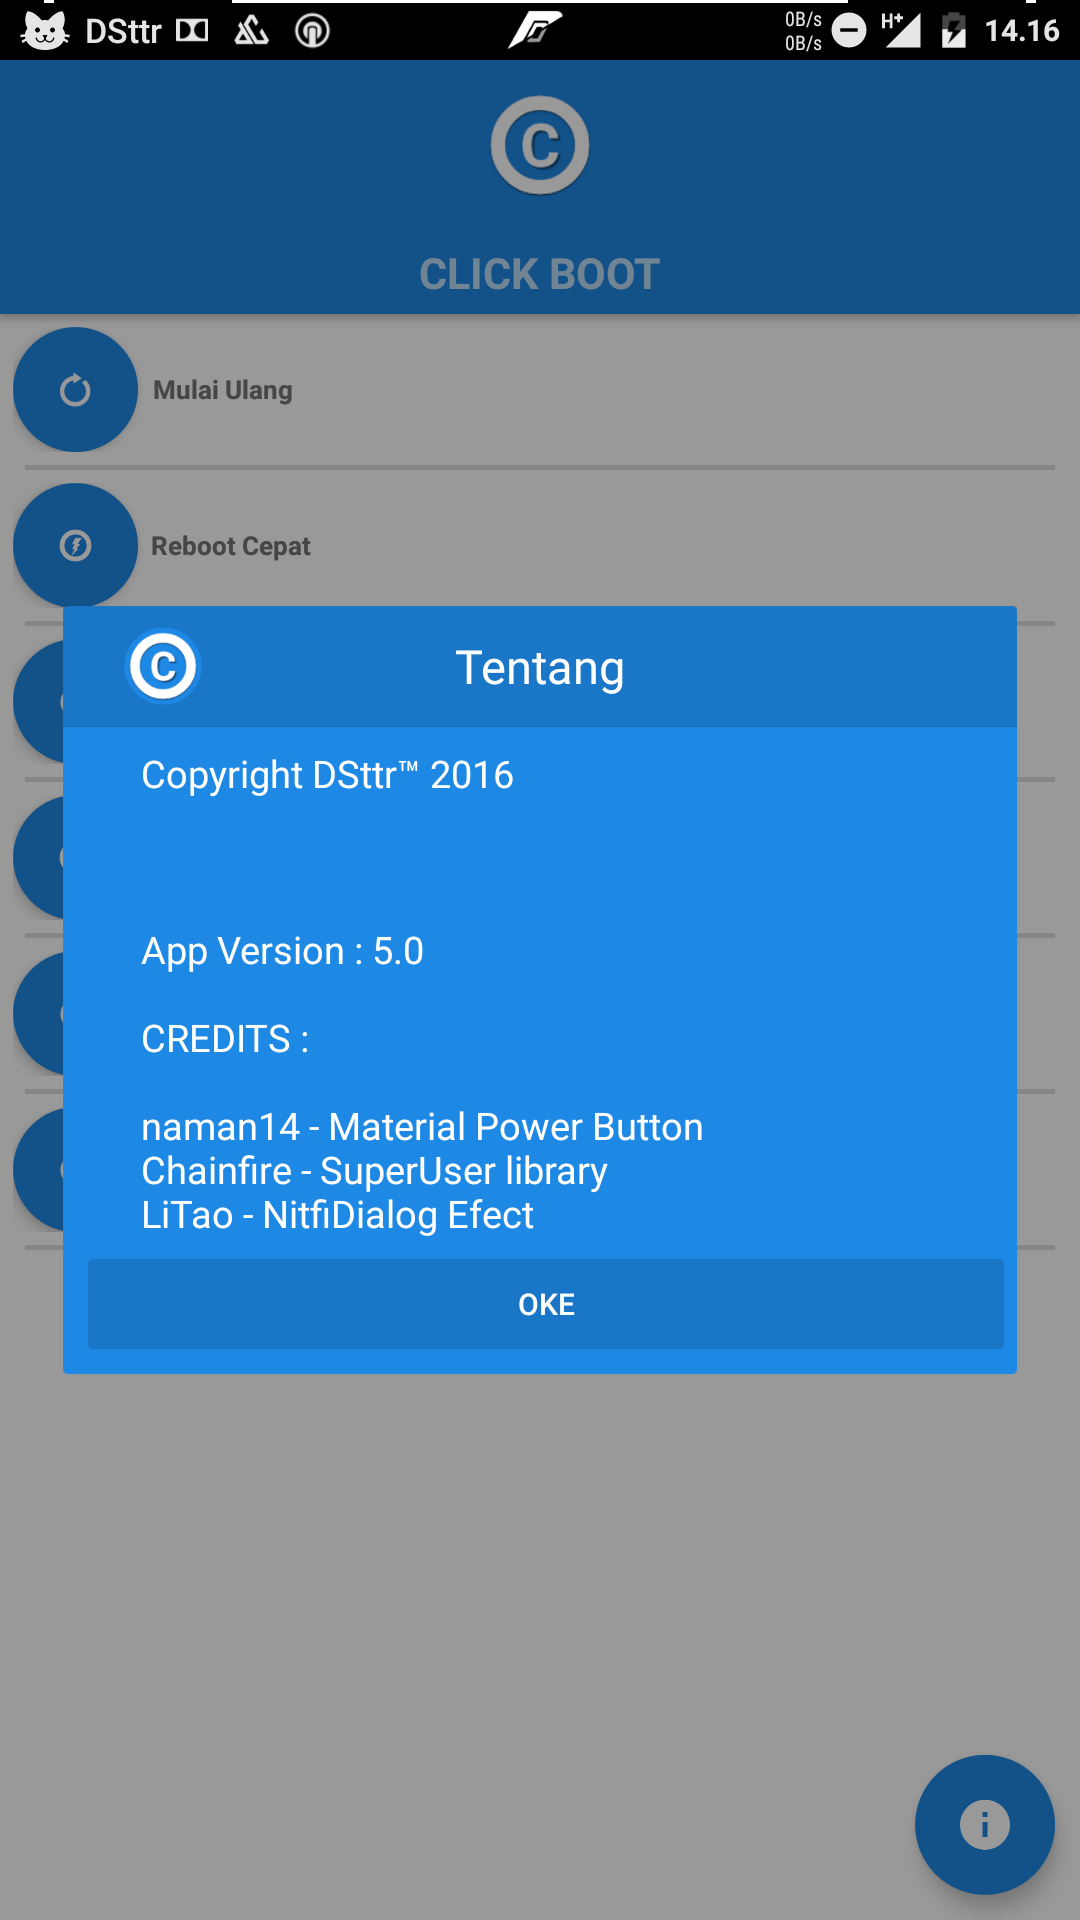 DSttr
0B/s
0B/s
H+
14.16
C
CLICK BOOT
Mulai Ulang
Reboot Cepat
C
Tentang
Copyright DSttr™ 2016
App Version : 5.0
CREDITS :
naman14 - Material Power Button
Chainfire - SuperUser library
LiTao - NitfiDialog Efect
OKE